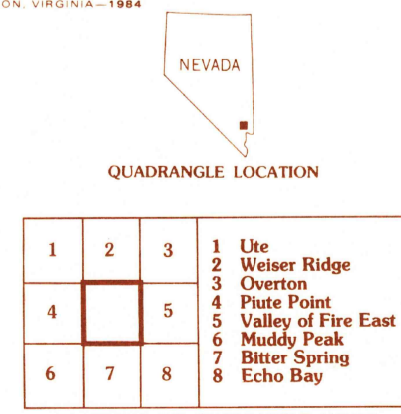 ON, VIRGINIA—1984
NEVADA
QUADRANGLE LOCATION
1 2 3
4 5
6 7 8
1 Ute
2 Weiser Ridge
3 Overton
4 Piute Point
5 Valley of Fire East
6 Muddy Peak
7 Bitter Spring
8 Echo Bay